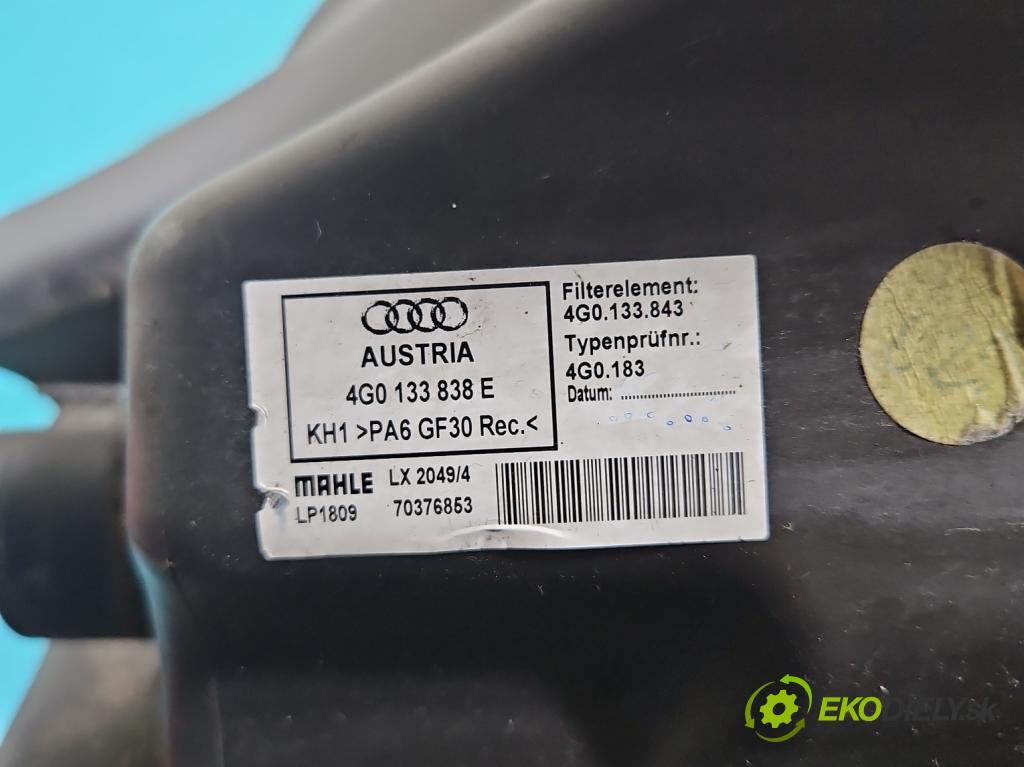 AUSTRIA
4G0 133 838 E
KH1 >PA6 GF30 Rec.<
Filterelement:
4G0.133.843
Typenprüfnr.:
4G0.183
Datum: ................................
MAHLE LX 2049/4
LP1809 70376853
EKODIELY.sk